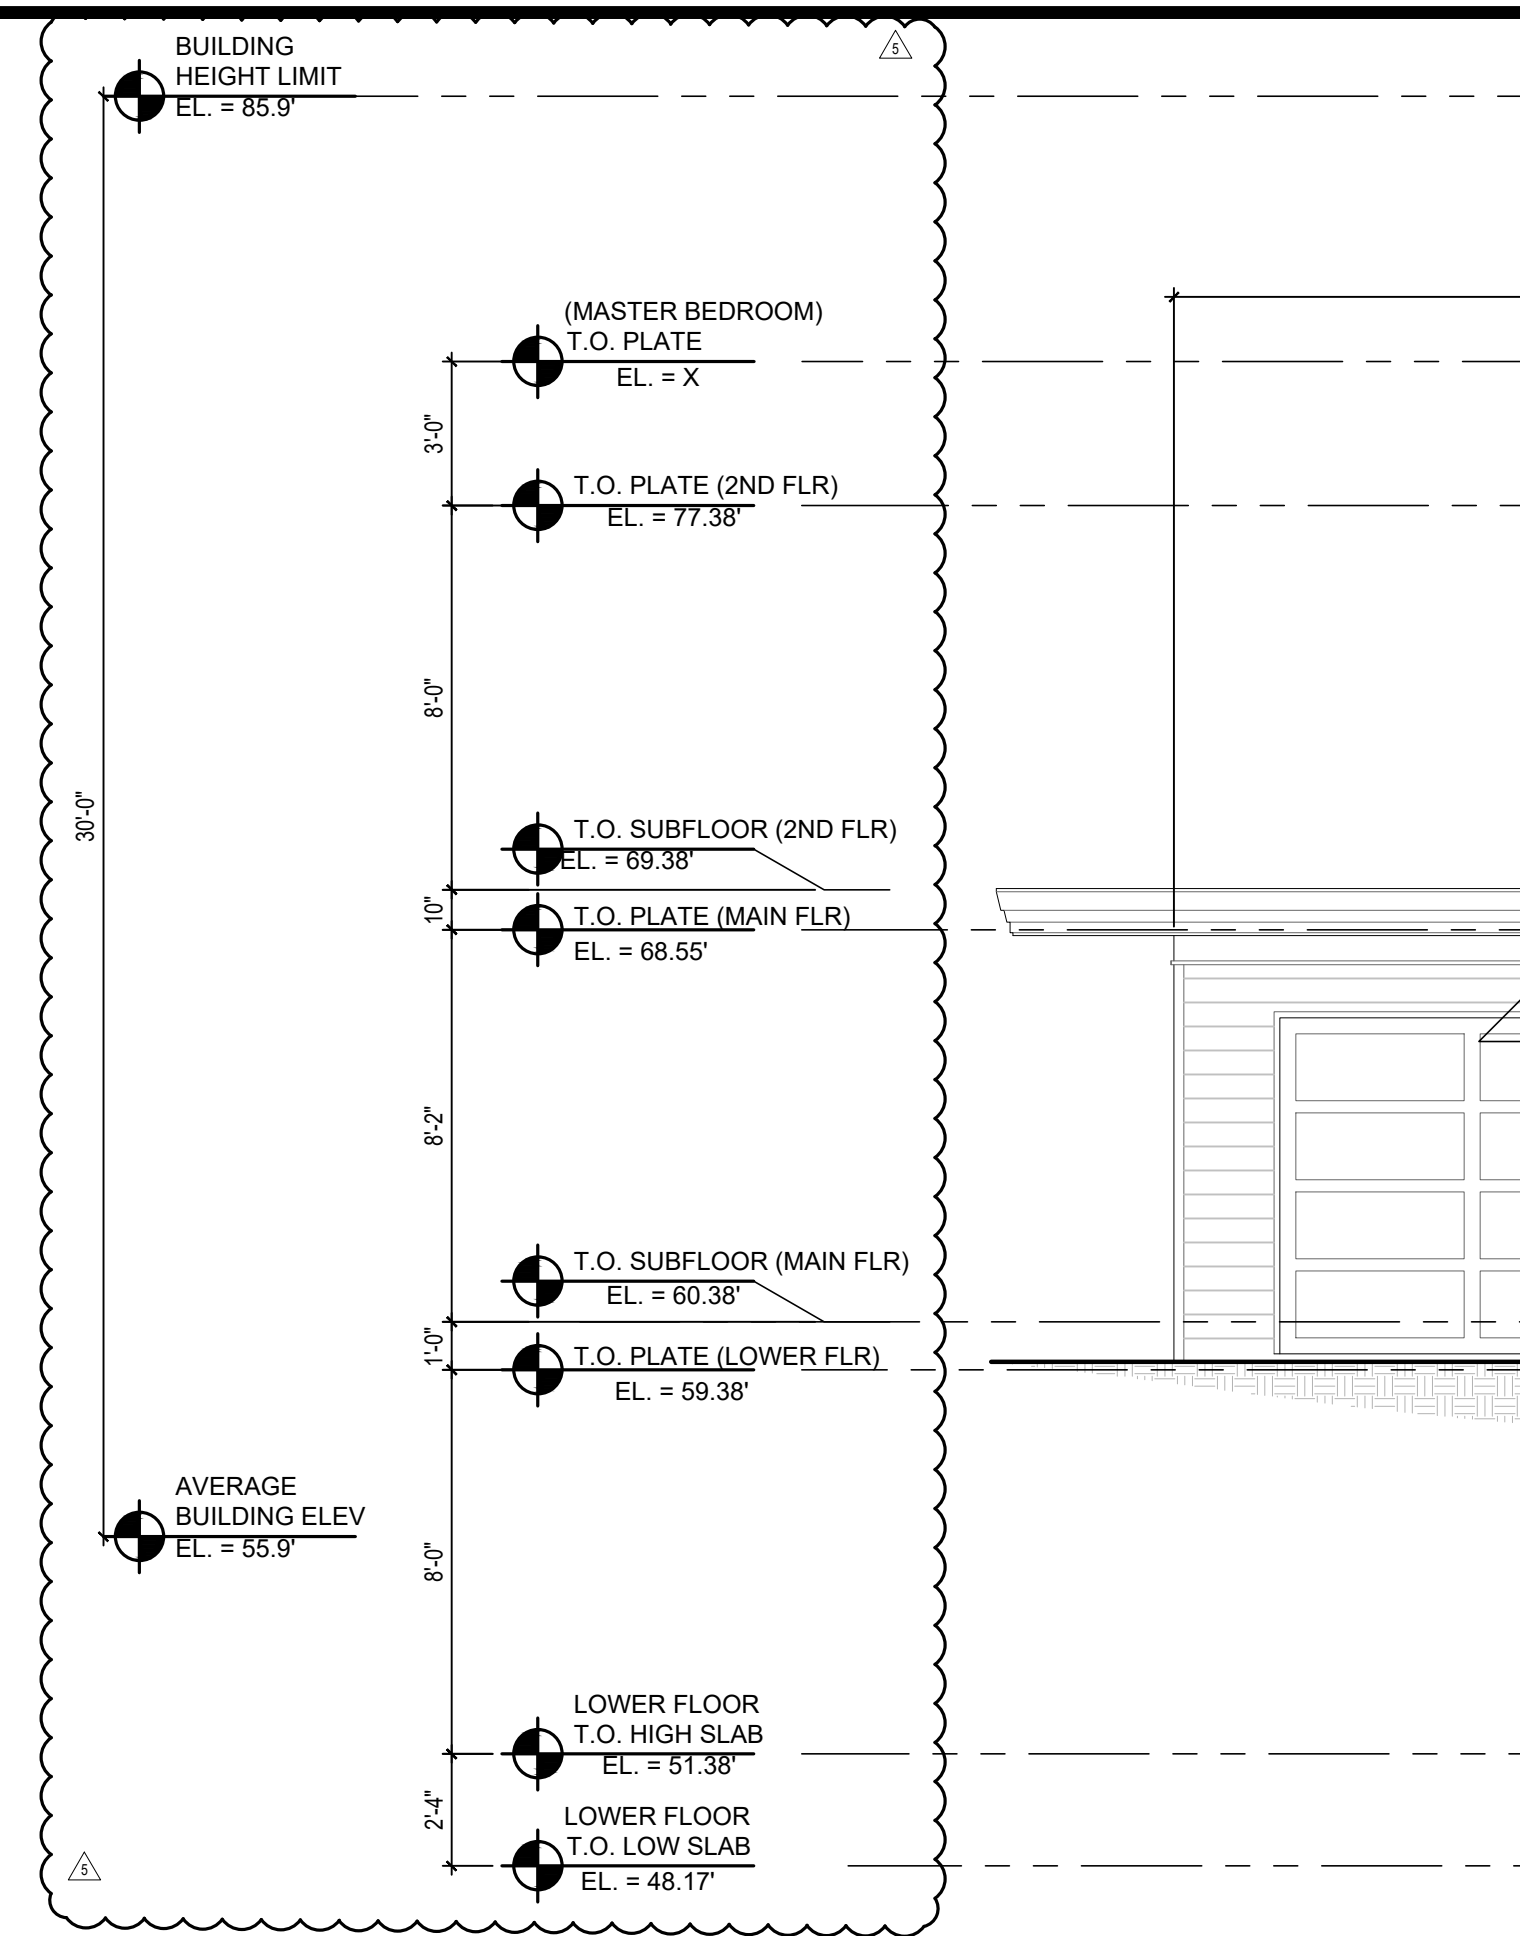 5
BUILDING
HEIGHT LIMIT
EL. = 85.9'
(MASTER BEDROOM)
T.O. PLATE
EL. = X
3'-0"
T.O. PLATE (2ND FLR)
EL. = 77.38'
8'-0"
30'-0"
T.O. SUBFLOOR (2ND FLR)
EL. = 69.38'
10"
T.O. PLATE (MAIN FLR)
EL. = 68.55'
8'-2"
T.O. SUBFLOOR (MAIN FLR)
EL. = 60.38'
1'-0"
T.O. PLATE (LOWER FLR)
EL. = 59.38'
AVERAGE
BUILDING ELEV
EL. = 55.9'
8'-0"
LOWER FLOOR
T.O. HIGH SLAB
EL. = 51.38'
2'-4"
LOWER FLOOR
T.O. LOW SLAB
EL. = 48.17'
5